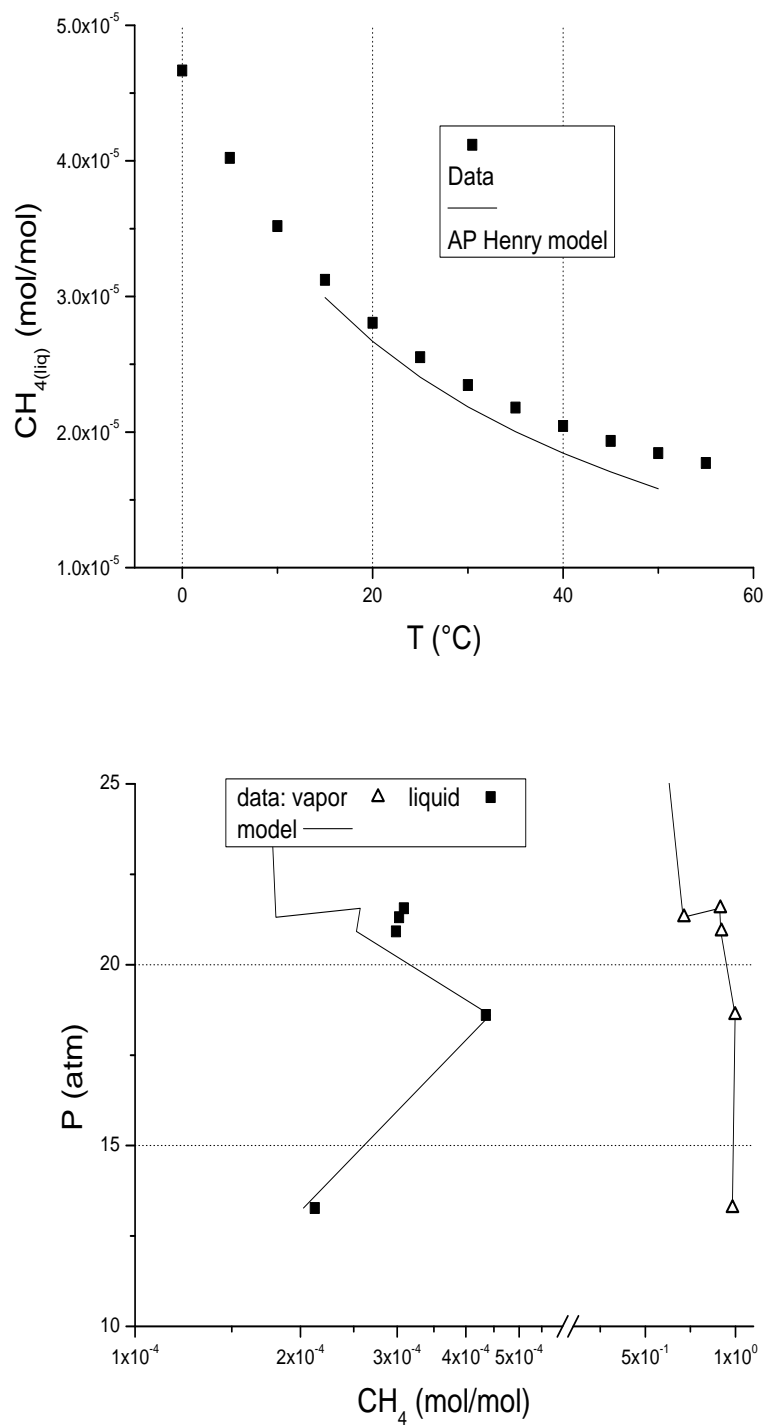 5.0x10⁻⁵
4.0x10⁻⁵
3.0x10⁻⁵
2.0x10⁻⁵
1.0x10⁻⁵
CH₄₍ₗᵢq₎ (mol/mol)
Data
AP Henry model
0 20 40 60
T (°C)
25
20
15
10
P (atm)
data: vapor liquid
model
1x10⁻⁴ 2x10⁻⁴ 3x10⁻⁴ 4x10⁻⁴ 5x10⁻⁴ 5x10⁻¹ 1x10⁰
CH₄ (mol/mol)